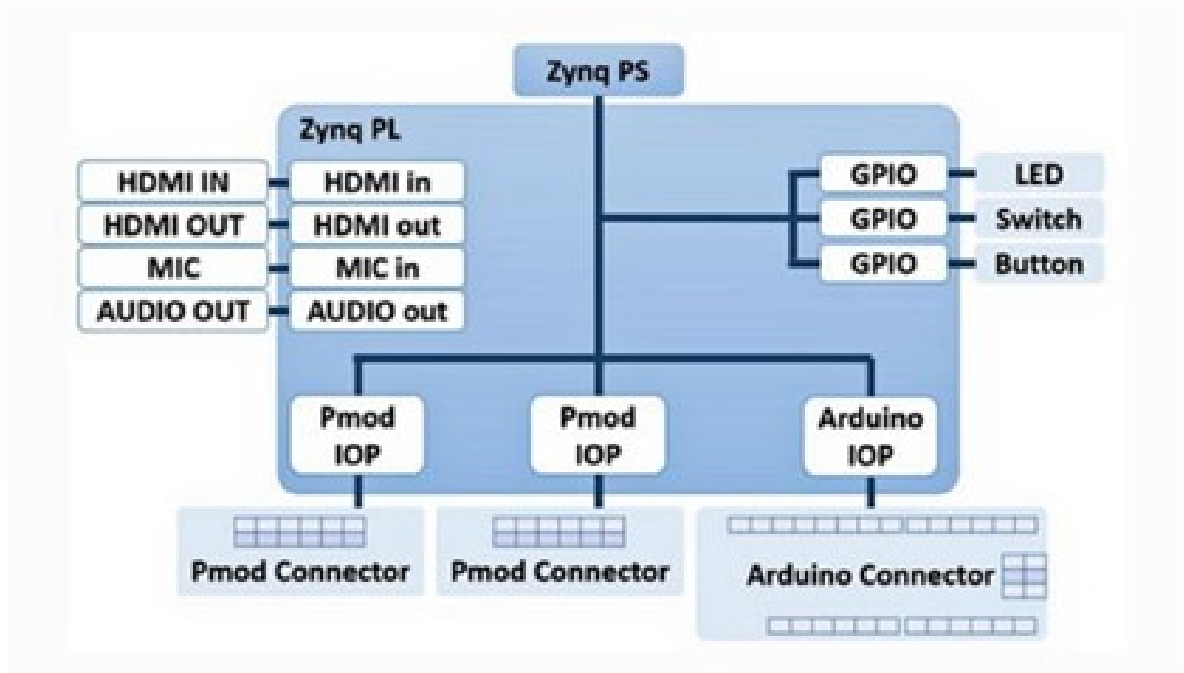 Zynq PS
Zynq PL
HDMI IN
HDMI in
HDMI OUT
HDMI out
MIC
MIC in
AUDIO OUT
AUDIO out
GPIO
LED
GPIO
Switch
GPIO
Button
Pmod
IOP
Pmod
IOP
Arduino
IOP
Pmod Connector
Pmod Connector
Arduino Connector